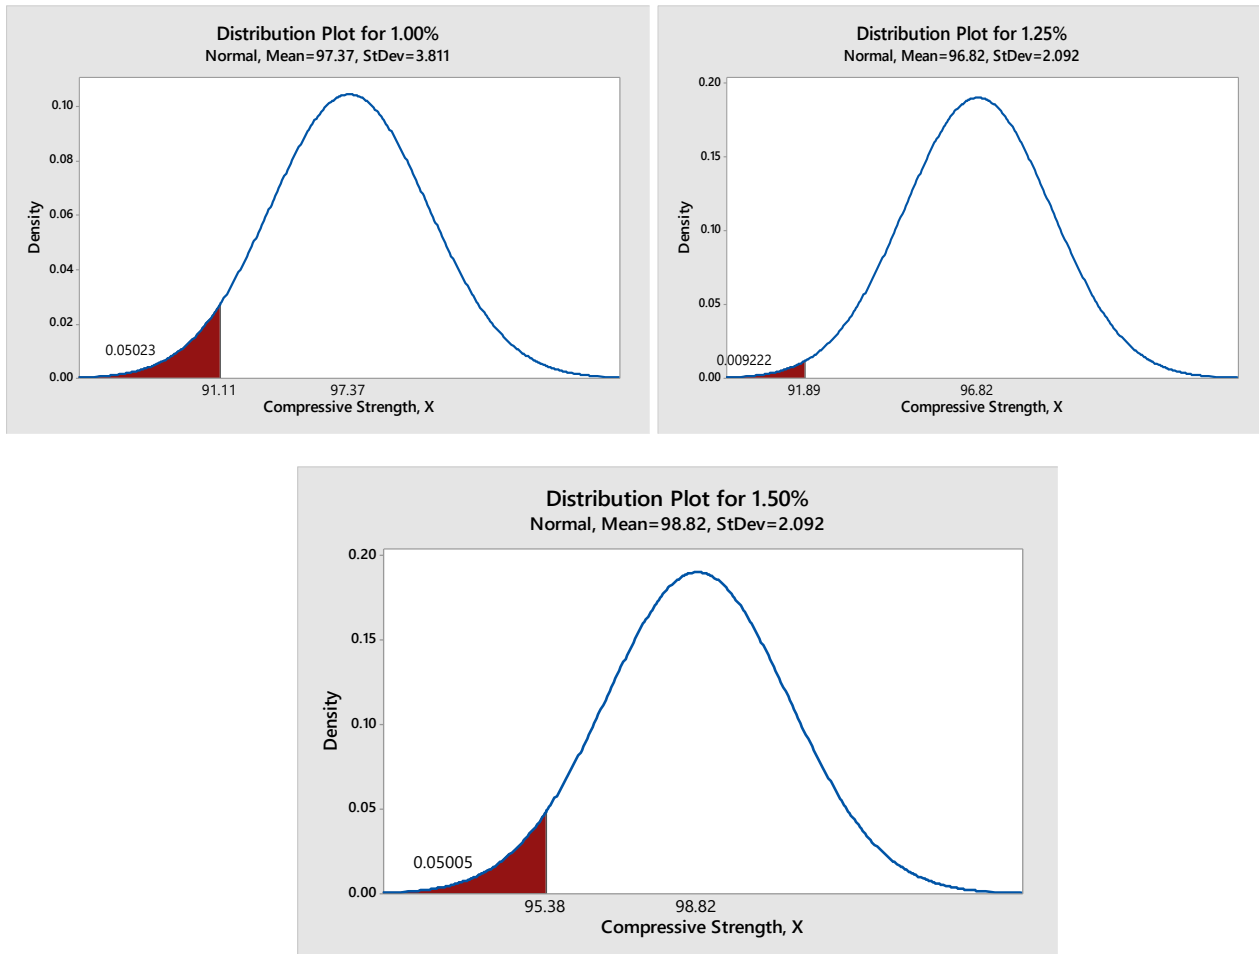 Distribution Plot for 1.00%
Normal, Mean=97.37, StDev=3.811
0.10
0.08
0.06
0.04
0.02
0.00
Density
0.05023
91.11
97.37
Compressive Strength, X
Distribution Plot for 1.25%
Normal, Mean=96.82, StDev=2.092
0.20
0.15
0.10
0.05
0.00
Density
0.009222
91.89
96.82
Compressive Strength, X
Distribution Plot for 1.50%
Normal, Mean=98.82, StDev=2.092
0.20
0.15
0.10
0.05
0.00
Density
0.05005
95.38
98.82
Compressive Strength, X